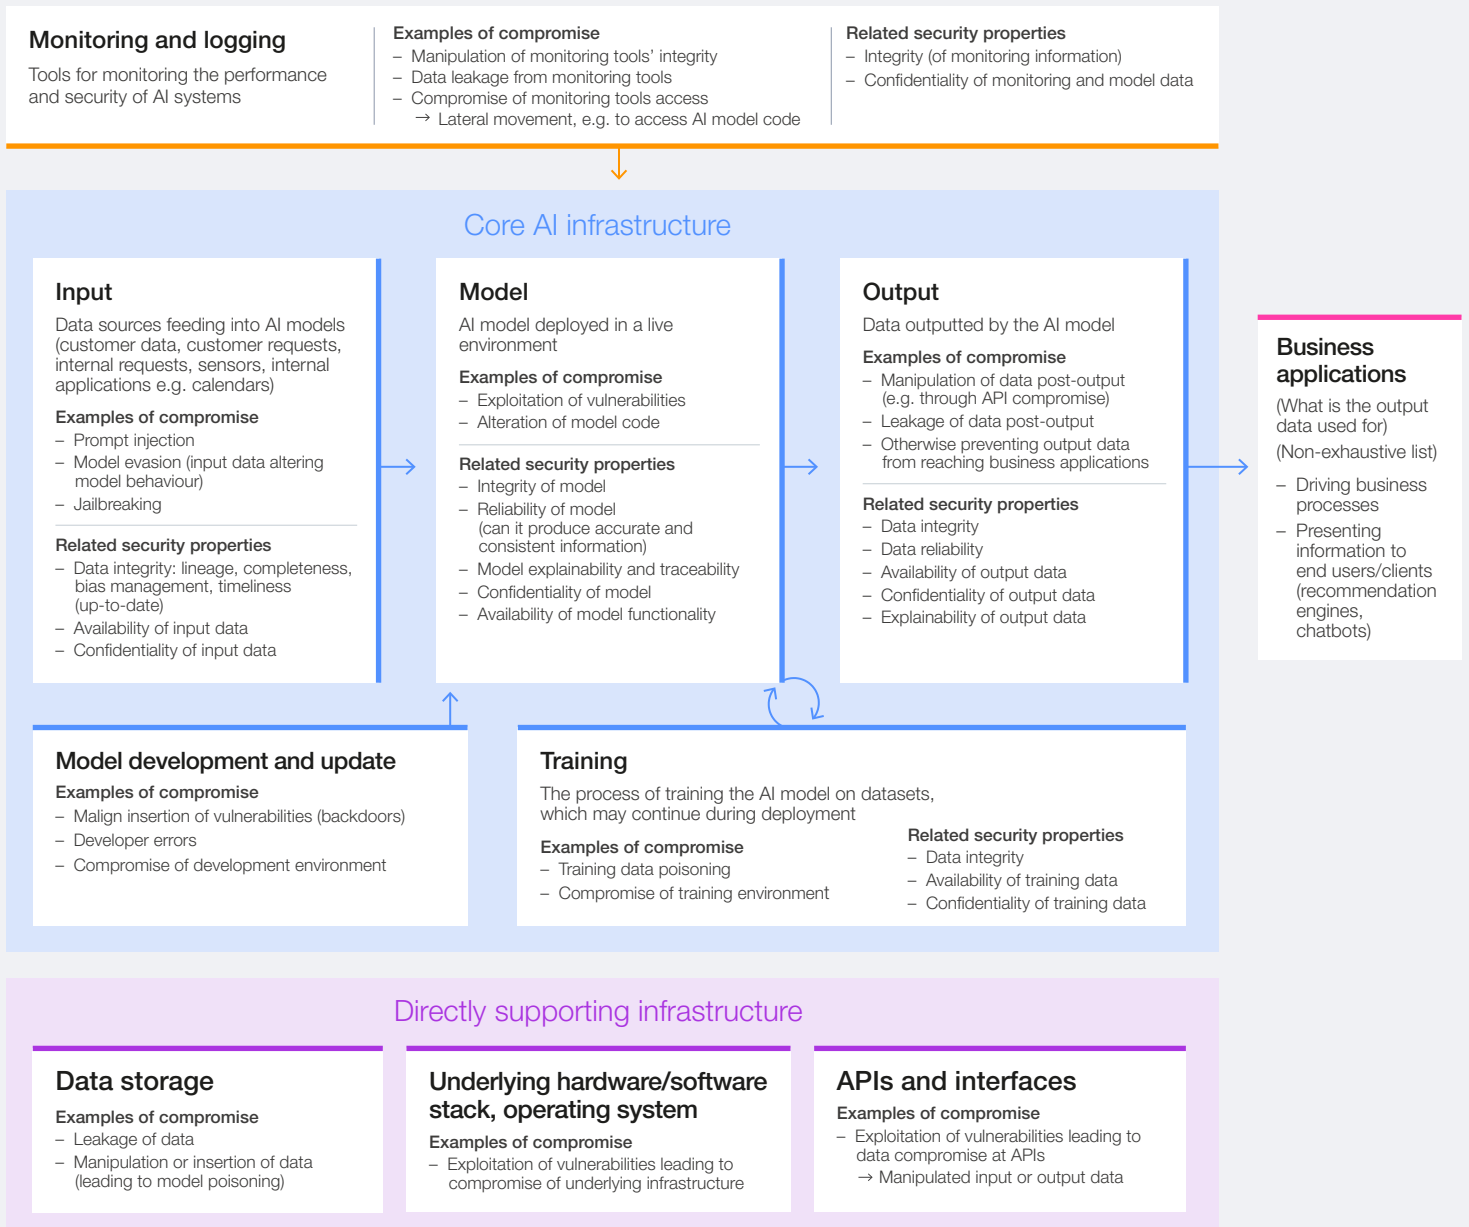 Monitoring and logging
Tools for monitoring the performance
and security of AI systems
Examples of compromise
– Manipulation of monitoring tools’ integrity
– Data leakage from monitoring tools
– Compromise of monitoring tools access
→ Lateral movement, e.g. to access AI model code
Related security properties
– Integrity (of monitoring information)
– Confidentiality of monitoring and model data
Core AI infrastructure
Input
Data sources feeding into AI models
(customer data, customer requests,
internal requests, sensors, internal
applications e.g. calendars)
Examples of compromise
– Prompt injection
– Model evasion (input data altering
model behaviour)
– Jailbreaking
Related security properties
– Data integrity: lineage, completeness,
bias management, timeliness
(up-to-date)
– Availability of input data
– Confidentiality of input data
Model
AI model deployed in a live
environment
Examples of compromise
– Exploitation of vulnerabilities
– Alteration of model code
Related security properties
– Integrity of model
– Reliability of model
(can it produce accurate and
consistent information)
– Model explainability and traceability
– Confidentiality of model
– Availability of model functionality
Output
Data outputted by the AI model
Examples of compromise
– Manipulation of data post-output
(e.g. through API compromise)
– Leakage of data post-output
– Otherwise preventing output data
from reaching business applications
Related security properties
– Data integrity
– Data reliability
– Availability of output data
– Confidentiality of output data
– Explainability of output data
Business
applications
(What is the output
data used for)
(Non-exhaustive list)
– Driving business
processes
– Presenting
information to
end users/clients
(recommendation
engines,
chatbots)
Model development and update
Examples of compromise
– Malign insertion of vulnerabilities (backdoors)
– Developer errors
– Compromise of development environment
Training
The process of training the AI model on datasets,
which may continue during deployment
Examples of compromise
– Training data poisoning
– Compromise of training environment
Related security properties
– Data integrity
– Availability of training data
– Confidentiality of training data
Directly supporting infrastructure
Data storage
Examples of compromise
– Leakage of data
– Manipulation or insertion of data
(leading to model poisoning)
Underlying hardware/software
stack, operating system
Examples of compromise
– Exploitation of vulnerabilities leading to
compromise of underlying infrastructure
APIs and interfaces
Examples of compromise
– Exploitation of vulnerabilities leading to
data compromise at APIs
→ Manipulated input or output data